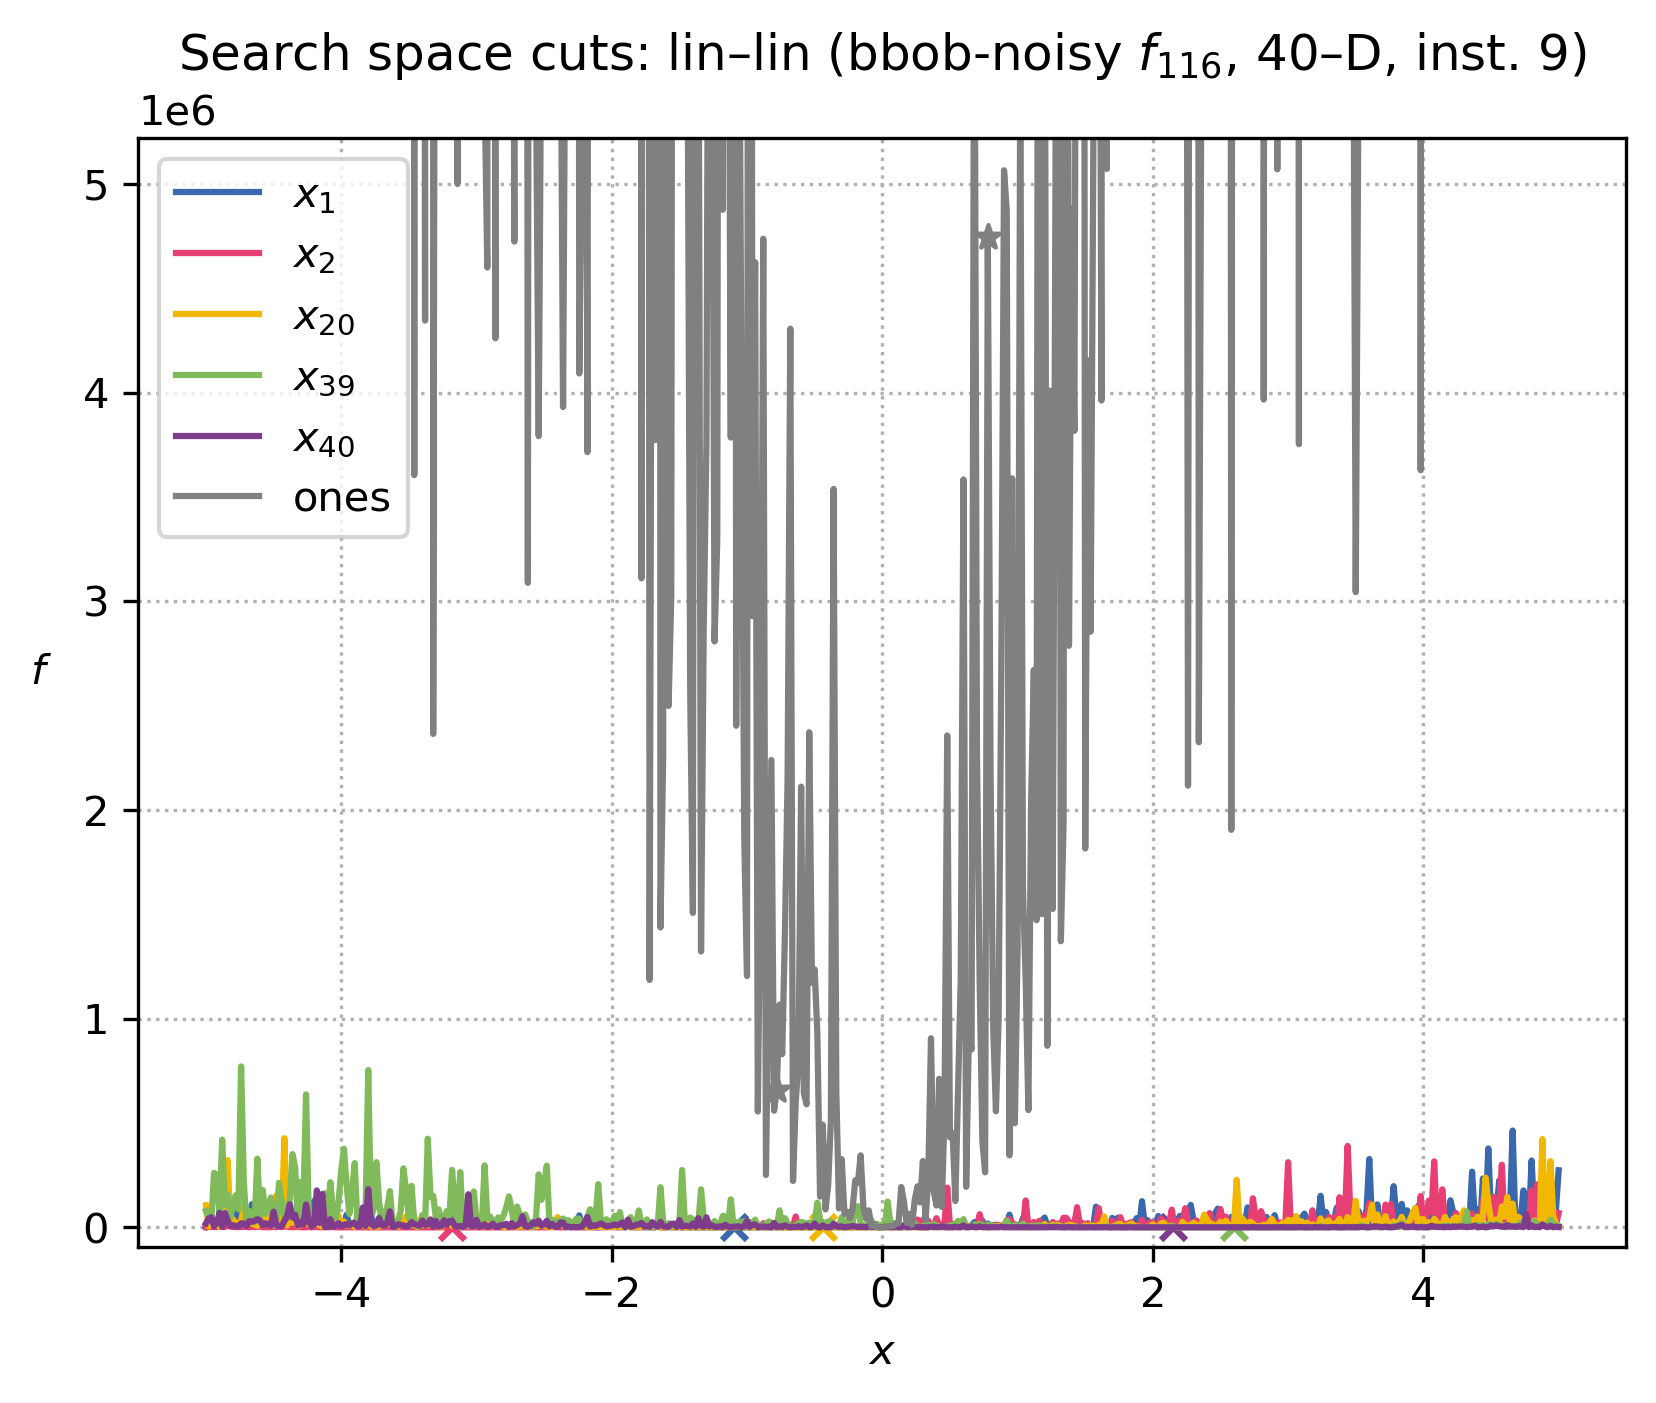 Search space cuts: lin–lin (bbob-noisy f₁₁₆, 40–D, inst. 9)
1e6
5
4
3
2
1
0
f
x₁
x₂
x₂₀
x₃₉
x₄₀
ones
−4
−2
0
2
4
x